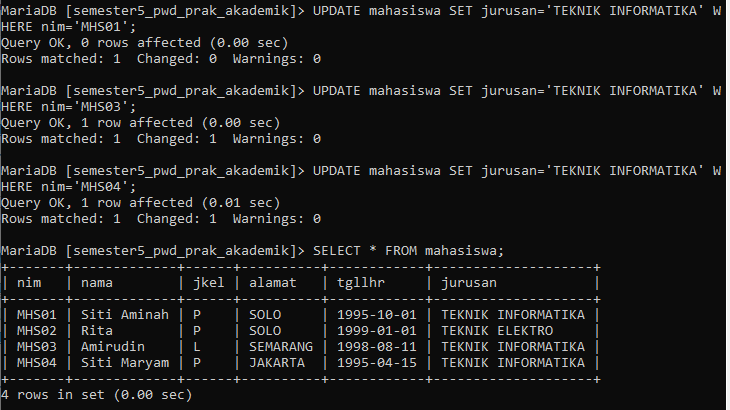 MariaDB [semester5_pwd_prak_akademik]> UPDATE mahasiswa SET jurusan='TEKNIK INFORMATIKA' W
HERE nim='MHS01';
Query OK, 0 rows affected (0.00 sec)
Rows matched: 1  Changed: 0  Warnings: 0
MariaDB [semester5_pwd_prak_akademik]> UPDATE mahasiswa SET jurusan='TEKNIK INFORMATIKA' W
HERE nim='MHS03';
Query OK, 1 row affected (0.00 sec)
Rows matched: 1  Changed: 1  Warnings: 0
MariaDB [semester5_pwd_prak_akademik]> UPDATE mahasiswa SET jurusan='TEKNIK INFORMATIKA' W
HERE nim='MHS04';
Query OK, 1 row affected (0.01 sec)
Rows matched: 1  Changed: 1  Warnings: 0
MariaDB [semester5_pwd_prak_akademik]> SELECT * FROM mahasiswa;
+-------+-------------+------+----------+------------+--------------------+
| nim   | nama        | jkel | alamat   | tgllhr     | jurusan            |
+-------+-------------+------+----------+------------+--------------------+
| MHS01 | Siti Aminah | P    | SOLO     | 1995-10-01 | TEKNIK INFORMATIKA |
| MHS02 | Rita        | P    | SOLO     | 1999-01-01 | TEKNIK ELEKTRO     |
| MHS03 | Amirudin    | L    | SEMARANG | 1998-08-11 | TEKNIK INFORMATIKA |
| MHS04 | Siti Maryam | P    | JAKARTA  | 1995-04-15 | TEKNIK INFORMATIKA |
+-------+-------------+------+----------+------------+--------------------+
4 rows in set (0.00 sec)